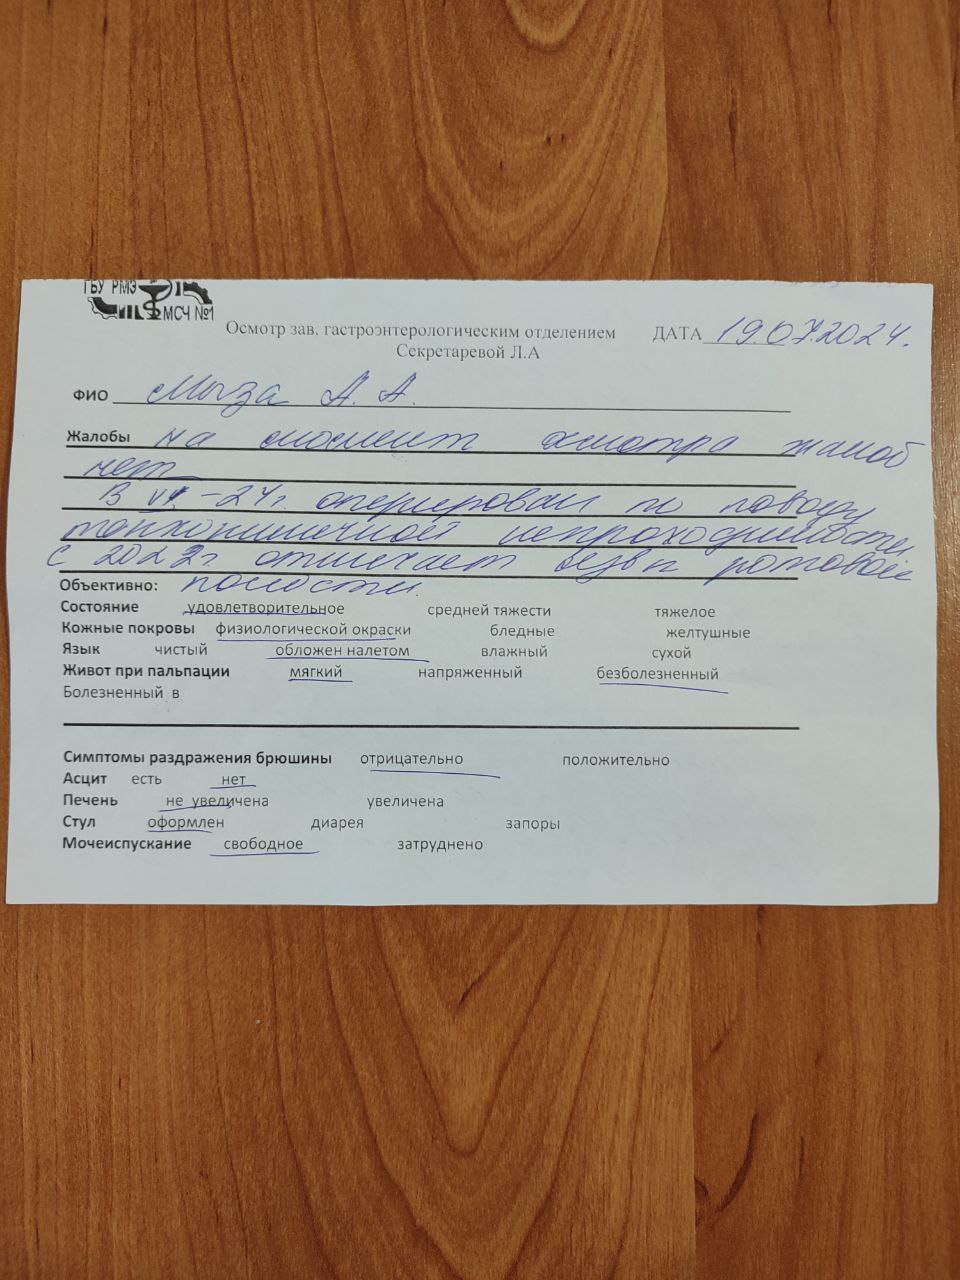 ГБУ РМЭ
МСЧ №1
Осмотр зав. гастроэнтерологическим отделением
Секретаревой Л.А
ДАТА 19.07.2024.
ФИО Мыза А. А.
Жалобы на момент осмотра жалоб
нет
В VI-24г. оперирован по поводу
тонкокишечной непроходимости
с 2022г. отмечает язвы ротовой
полости.
Объективно:
Состояние удовлетворительное средней тяжести тяжелое
Кожные покровы физиологической окраски бледные желтушные
Язык чистый обложен налетом влажный сухой
Живот при пальпации мягкий напряженный безболезненный
Болезненный в
Симптомы раздражения брюшины отрицательно положительно
Асцит есть нет
Печень не увеличена увеличена
Стул оформлен диарея запоры
Мочеиспускание свободное затруднено